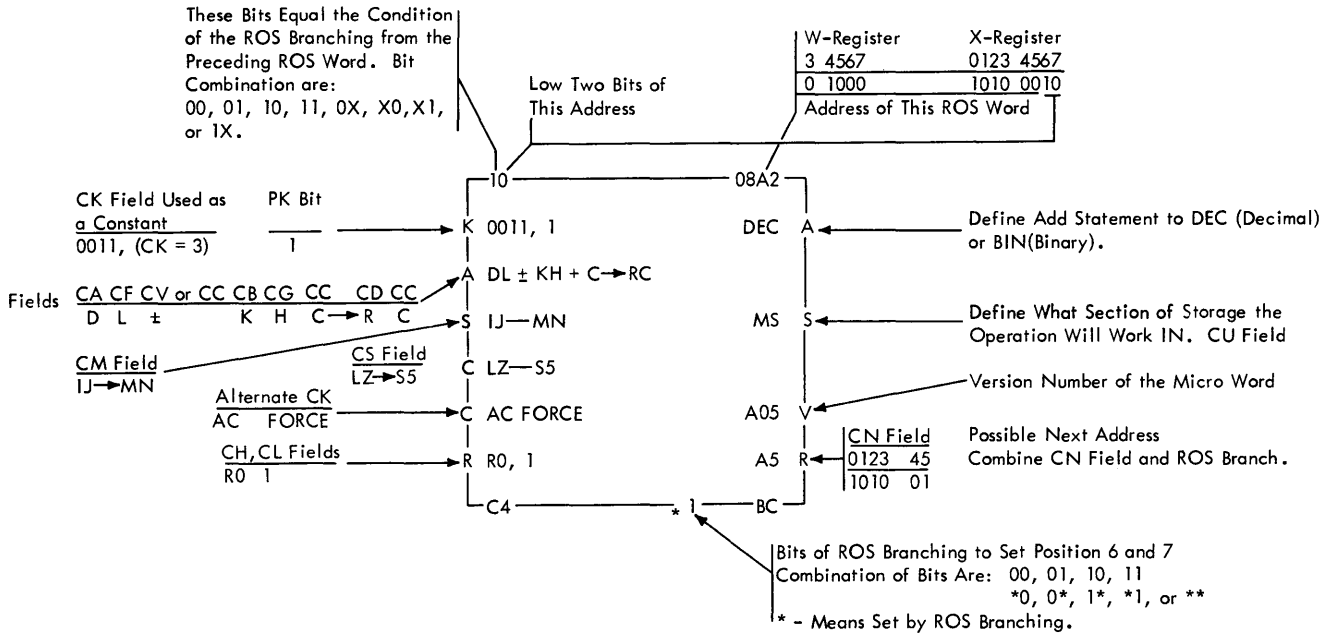 These Bits Equal the Condition
of the ROS Branching from the
Preceding ROS Word. Bit
Combination are:
00, 01, 10, 11, 0X, X0,X1,
or 1X.
Low Two Bits of
This Address
W-Register X-Register
3 4567 0123 4567
0 1000 1010 0010
Address of This ROS Word
10 08A2
CK Field Used as PK Bit
a Constant
0011, (CK = 3) 1
K 0011, 1 DEC A
Define Add Statement to DEC (Decimal)
or BIN(Binary).
A DL ± KH + C→RC
Fields CA CF CV or CC CB CG CC CD CC
D L ± K H C→R C
S IJ—MN MS S
Define What Section of Storage the
Operation Will Work IN. CU Field
CM Field
IJ→MN
CS Field
LZ→S5
C LZ—S5
Version Number of the Micro Word
Alternate CK
AC FORCE
C AC FORCE A05 V
CH,CL Fields
R0 1
R R0, 1 A5 R
CN Field
0123 45
1010 01
Possible Next Address
Combine CN Field and ROS Branch.
C4 * 1 BC
Bits of ROS Branching to Set Position 6 and 7
Combination of Bits Are: 00, 01, 10, 11
*0, 0*, 1*, *1, or **
* - Means Set by ROS Branching.